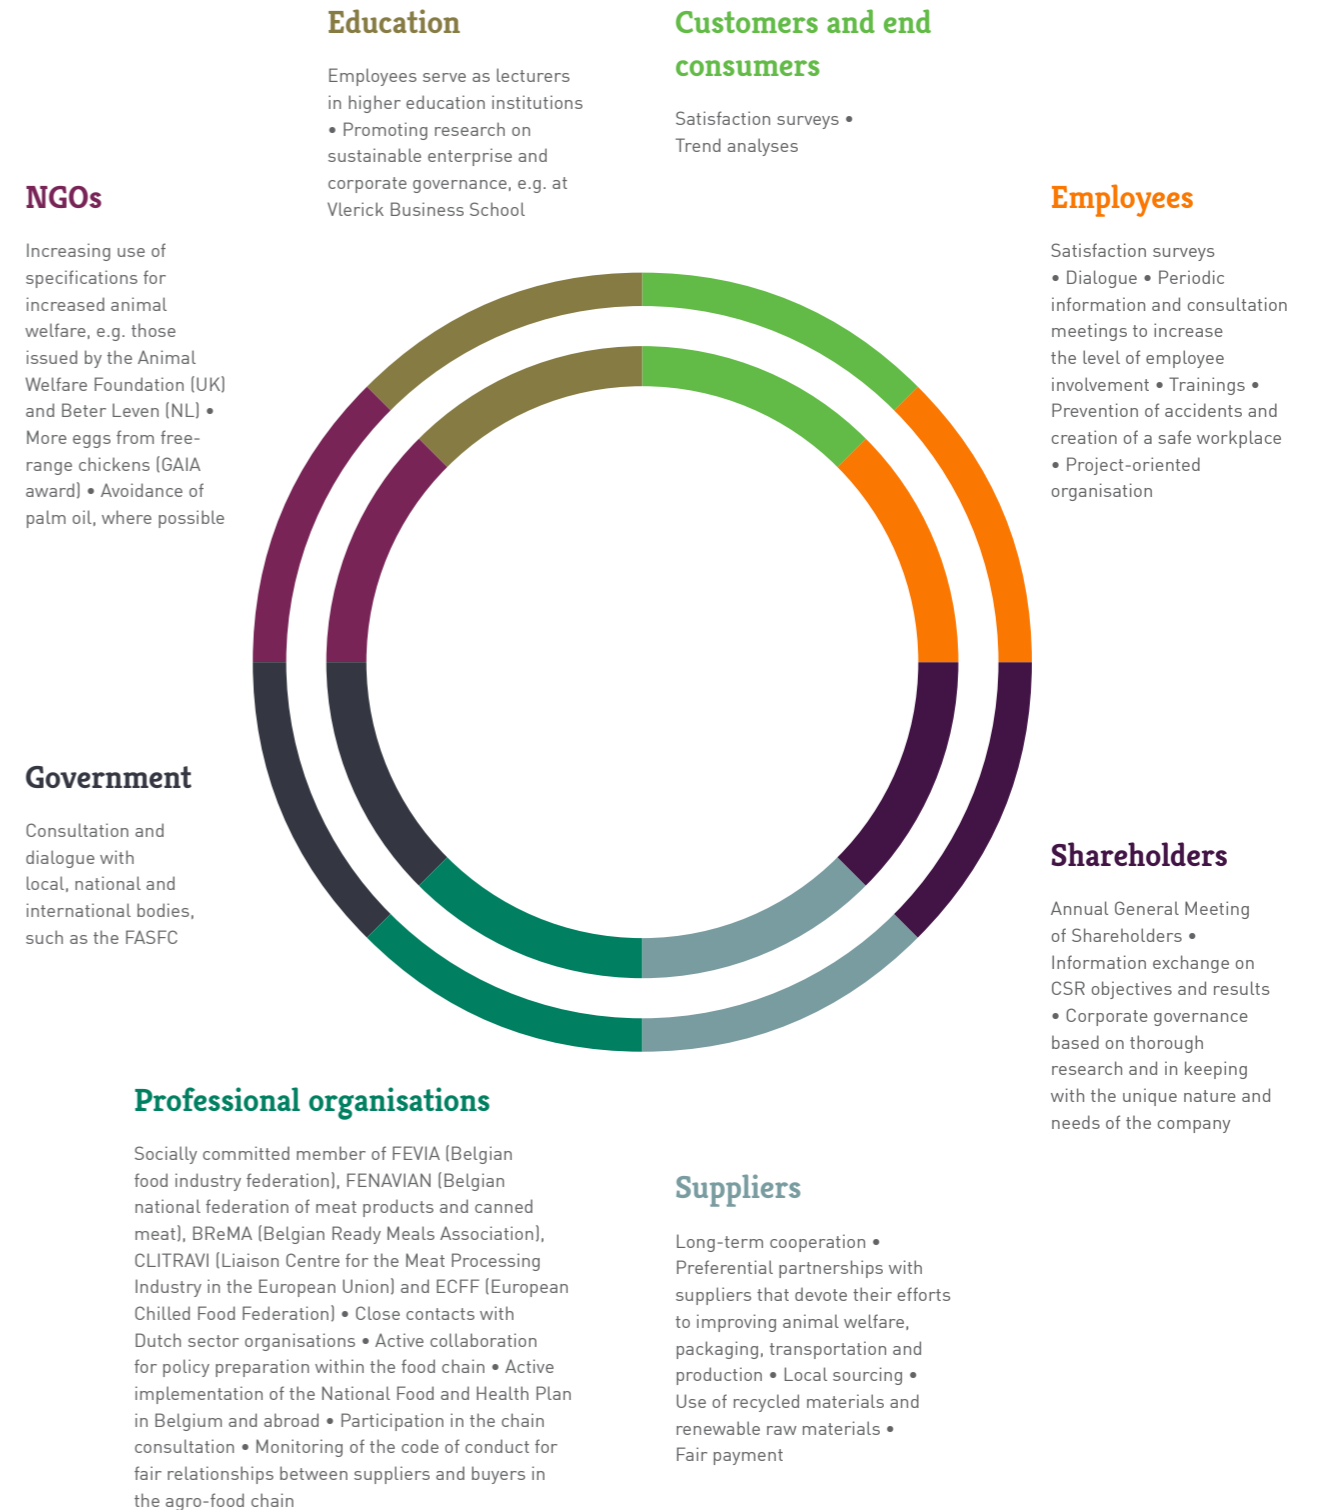 Education
Employees serve as lecturers
in higher education institutions
• Promoting research on
sustainable enterprise and
corporate governance, e.g. at
Vlerick Business School
Customers and end
consumers
Satisfaction surveys •
Trend analyses
NGOs
Increasing use of
specifications for
increased animal
welfare, e.g. those
issued by the Animal
Welfare Foundation (UK)
and Beter Leven (NL) •
More eggs from free-
range chickens (GAIA
award) • Avoidance of
palm oil, where possible
Employees
Satisfaction surveys
• Dialogue • Periodic
information and consultation
meetings to increase
the level of employee
involvement • Trainings •
Prevention of accidents and
creation of a safe workplace
• Project-oriented
organisation
Government
Consultation and
dialogue with
local, national and
international bodies,
such as the FASFC
Shareholders
Annual General Meeting
of Shareholders •
Information exchange on
CSR objectives and results
• Corporate governance
based on thorough
research and in keeping
with the unique nature and
needs of the company
Professional organisations
Socially committed member of FEVIA (Belgian
food industry federation), FENAVIAN (Belgian
national federation of meat products and canned
meat), BReMA (Belgian Ready Meals Association),
CLITRAVI (Liaison Centre for the Meat Processing
Industry in the European Union) and ECFF (European
Chilled Food Federation) • Close contacts with
Dutch sector organisations • Active collaboration
for policy preparation within the food chain • Active
implementation of the National Food and Health Plan
in Belgium and abroad • Participation in the chain
consultation • Monitoring of the code of conduct for
fair relationships between suppliers and buyers in
the agro-food chain
Suppliers
Long-term cooperation •
Preferential partnerships with
suppliers that devote their efforts
to improving animal welfare,
packaging, transportation and
production • Local sourcing •
Use of recycled materials and
renewable raw materials •
Fair payment